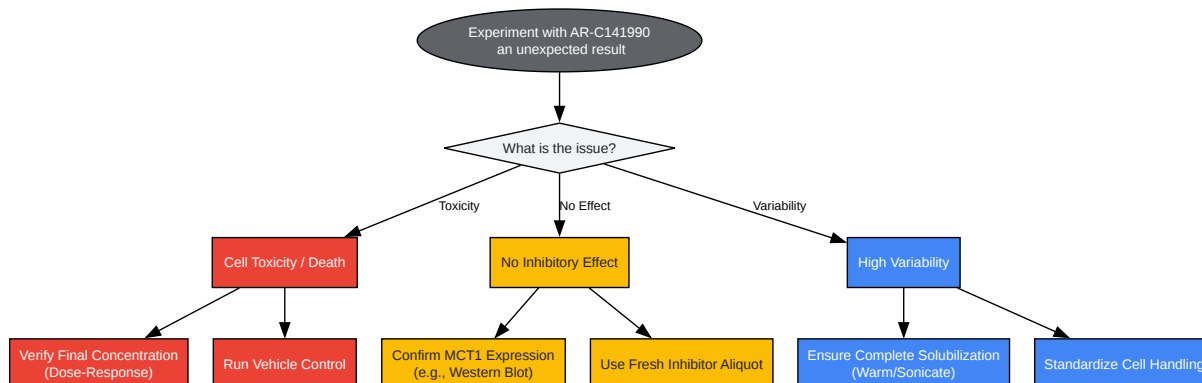 Experiment with AR-C141990
an unexpected result
What is the issue?
Toxicity
No Effect
Variability
Cell Toxicity / Death
No Inhibitory Effect
High Variability
Verify Final Concentration
(Dose-Response)
Run Vehicle Control
Confirm MCT1 Expression
(e.g., Western Blot)
Use Fresh Inhibitor Aliquot
Ensure Complete Solubilization
(Warm/Sonicate)
Standardize Cell Handling